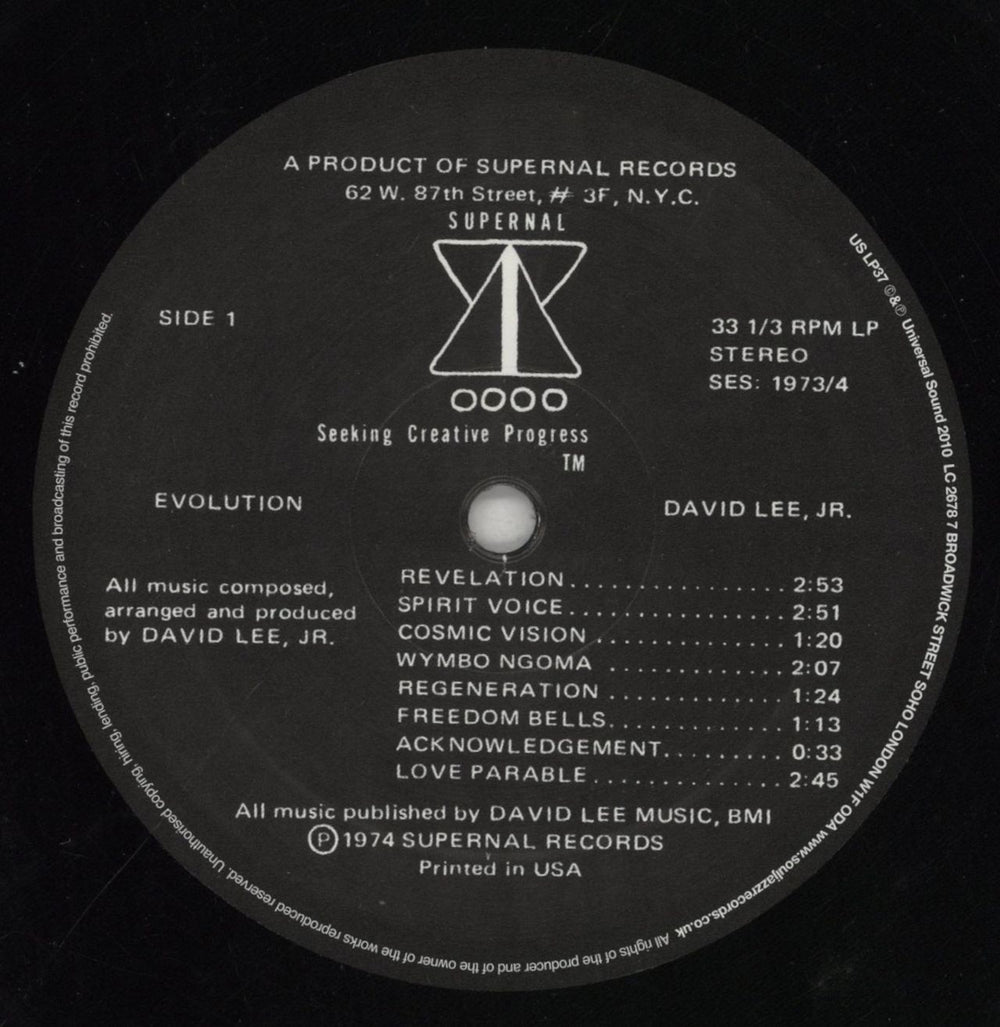 A PRODUCT OF SUPERNAL RECORDS
62 W. 87th Street, # 3F, N.Y.C.
SUPERNAL
OOOO
Seeking Creative Progress
TM
SIDE 1
33 1/3 RPM LP
STEREO
SES: 1973/4
EVOLUTION
DAVID LEE, JR.
All music composed,
arranged and produced
by DAVID LEE, JR.
REVELATION................ 2:53
SPIRIT VOICE................ 2:51
COSMIC VISION .............. 1:20
WYMBO NGOMA ............. 2:07
REGENERATION ............. 1:24
FREEDOM BELLS............. 1:13
ACKNOWLEDGEMENT......... 0:33
LOVE PARABLE.............. 2:45
All music published by DAVID LEE MUSIC, BMI
Ⓟ 1974 SUPERNAL RECORDS
Printed in USA
US LP37 ©&℗ Universal Sound 2010 LC 2678 7 BROADWICK STREET SOHO LONDON W1F ODA www.souljazzrecords.co.uk All rights of the producer and of the owner of the works reproduced reserved. Unauthorised copying, hiring, lending, public performance and broadcasting of this record prohibited.